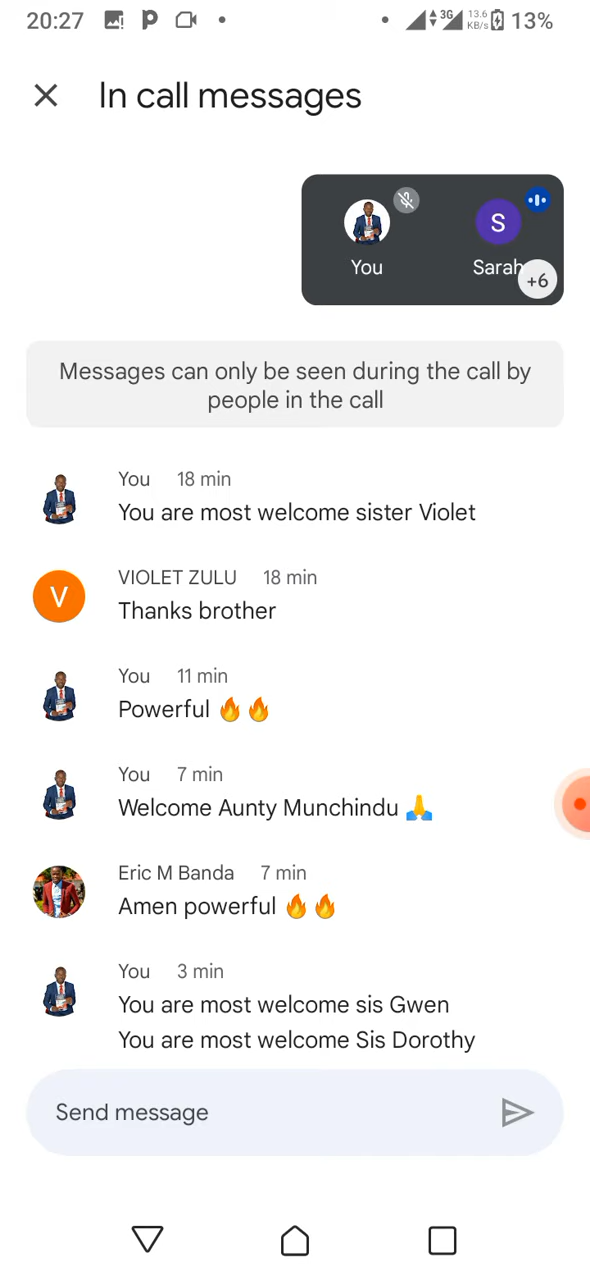 20:27
3G
13.6
KB/s
13%
In call messages
You
S
Sarah
+6
Messages can only be seen during the call by
people in the call
You 18 min
You are most welcome sister Violet
V
VIOLET ZULU 18 min
Thanks brother
You 11 min
Powerful 🔥🔥
You 7 min
Welcome Aunty Munchindu 🙏
Eric M Banda 7 min
Amen powerful 🔥🔥
You 3 min
You are most welcome sis Gwen
You are most welcome Sis Dorothy
Send message